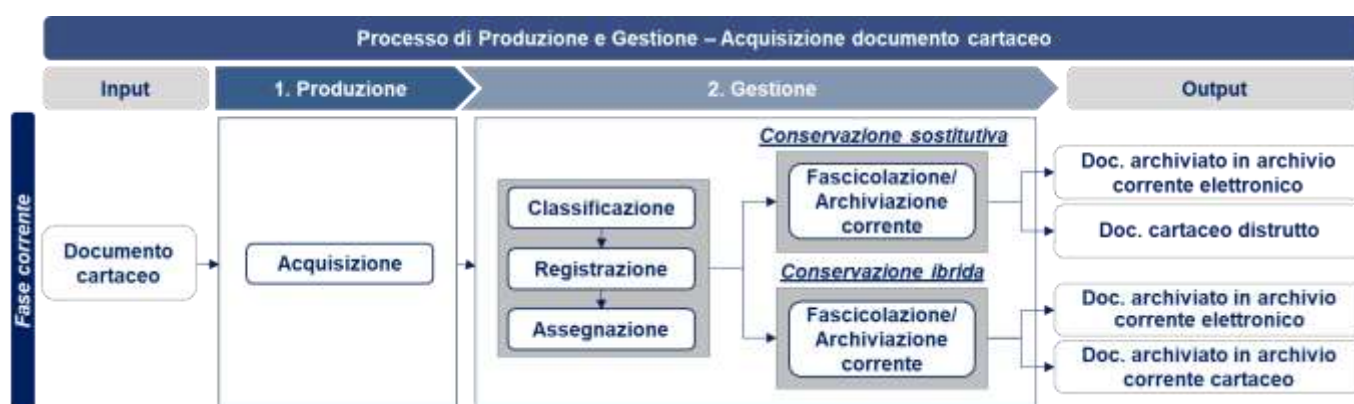 Processo di Produzione e Gestione – Acquisizione documento cartaceo
Input
1. Produzione
2. Gestione
Output
Fase corrente
Documento
cartaceo
Acquisizione
Classificazione
Registrazione
Assegnazione
Conservazione sostitutiva
Fascicolazione/
Archiviazione
corrente
Conservazione ibrida
Fascicolazione/
Archiviazione
corrente
Doc. archiviato in archivio
corrente elettronico
Doc. cartaceo distrutto
Doc. archiviato in archivio
corrente elettronico
Doc. archiviato in archivio
corrente cartaceo